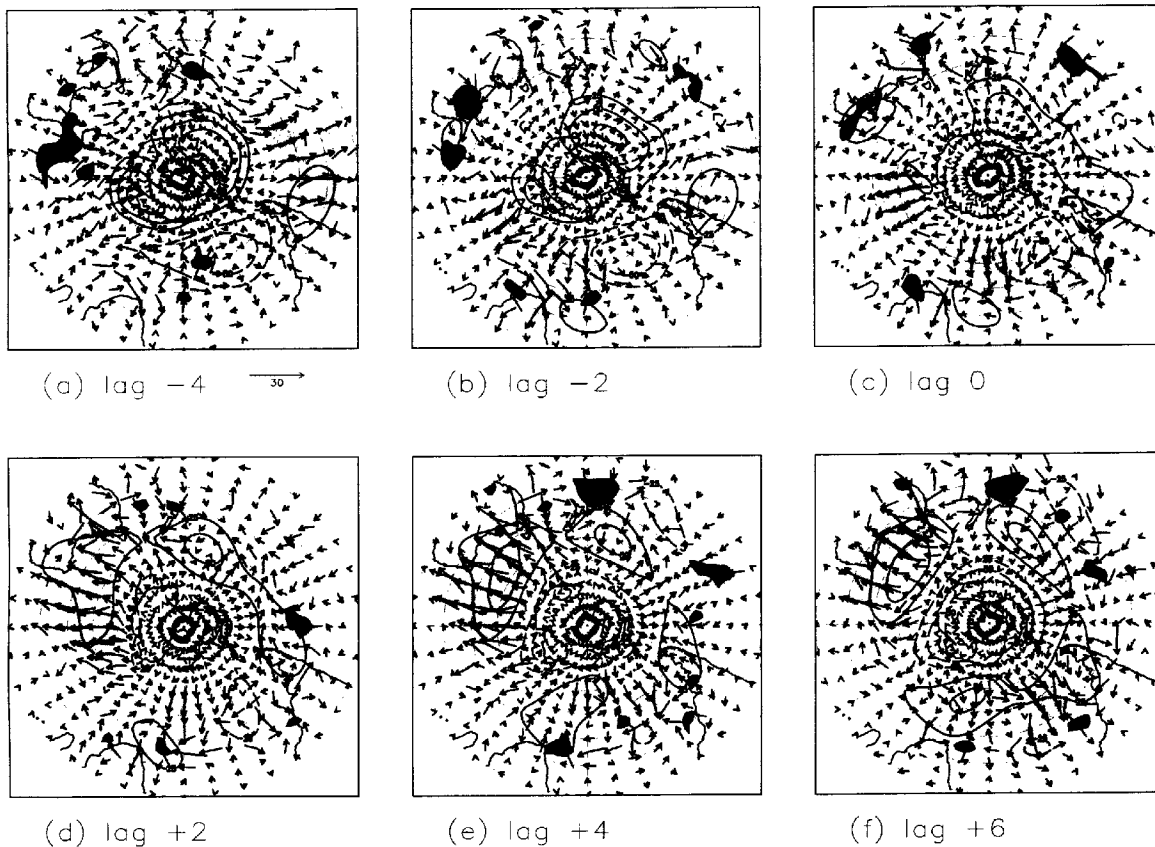 (a) lag −4
30
(b) lag −2
(c) lag 0
(d) lag +2
(e) lag +4
(f) lag +6